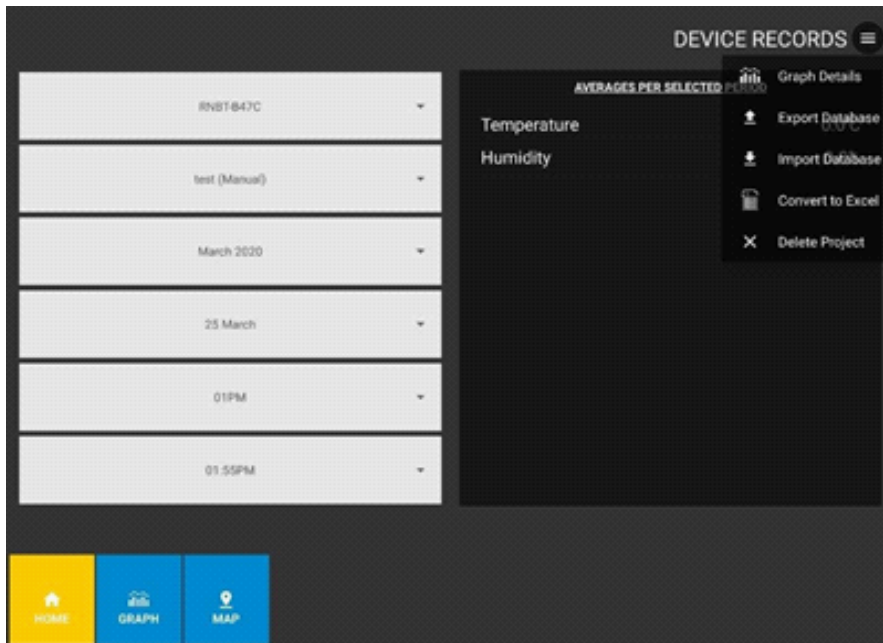 DEVICE RECORDS
RNBT-B47C
test (Manual)
March 2020
25 March
01PM
01:55PM
AVERAGES PER SELECTED PERIOD
Temperature
Humidity
Graph Details
Export Database
Import Database
Convert to Excel
Delete Project
HOME
GRAPH
MAP